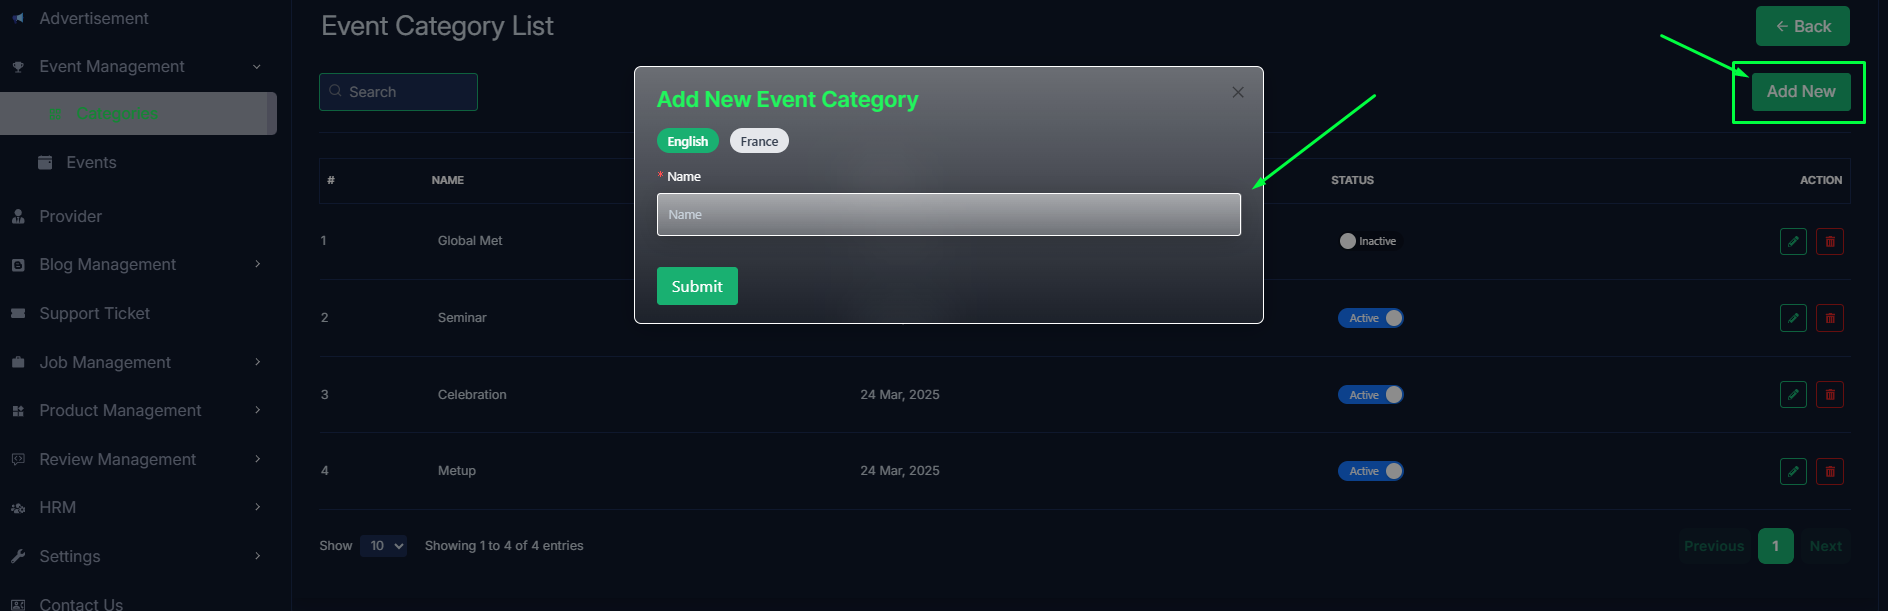 Advertisement
Event Management
Categories
Events
Provider
Blog Management
Support Ticket
Job Management
Product Management
Review Management
HRM
Settings
Contact Us
Event Category List
← Back
Search
Add New
Add New Event Category
English France
* Name
Name
Submit
# NAME STATUS ACTION
1 Global Met Inactive
2 Seminar Active
3 Celebration 24 Mar, 2025 Active
4 Metup 24 Mar, 2025 Active
Show 10 Showing 1 to 4 of 4 entries
Previous 1 Next